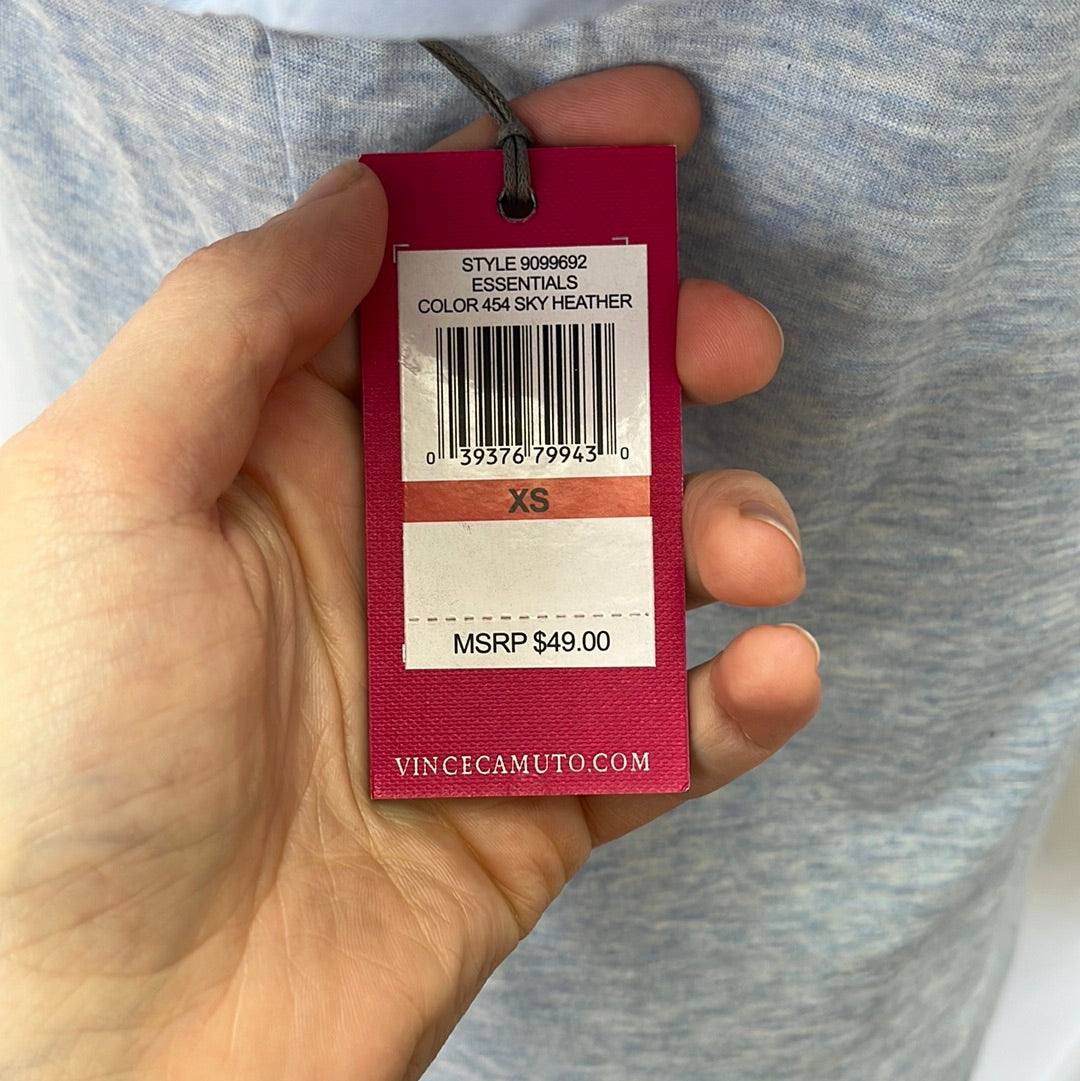 STYLE 9099692
ESSENTIALS
COLOR 454 SKY HEATHER
0 39376 79943 0
XS
MSRP $49.00
VINCECAMUTO.COM